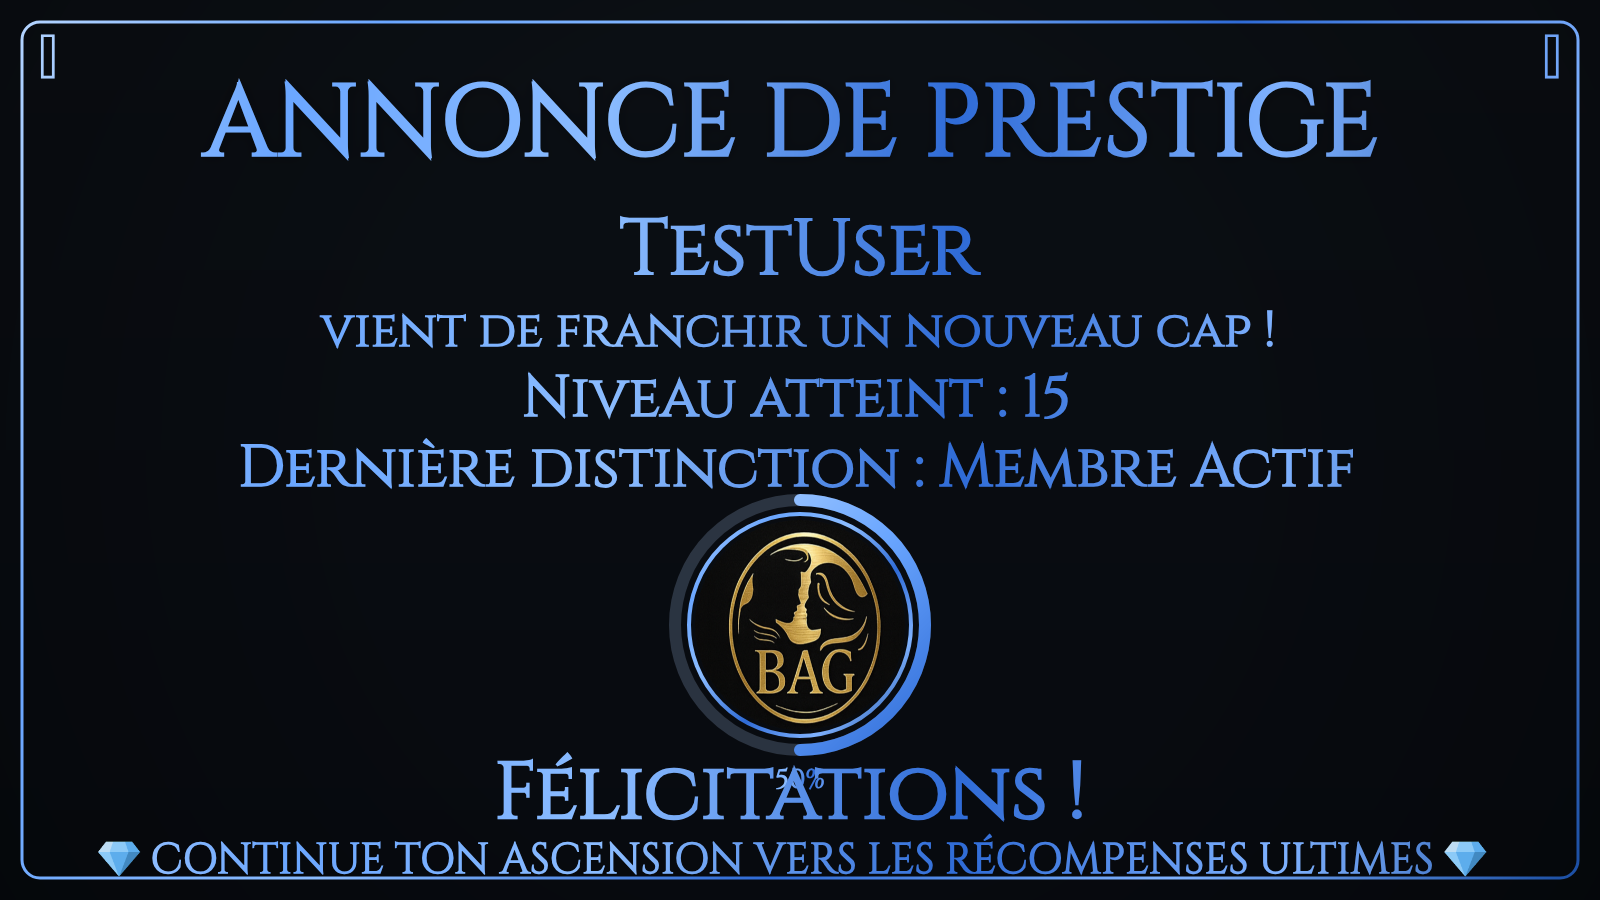 ANNONCE DE PRESTIGE
TestUser
vient de franchir un nouveau cap !
Niveau atteint : 15
Dernière distinction : Membre Actif
BAG
50%
Félicitations !
💎 continue ton ascension vers les récompenses ultimes 💎